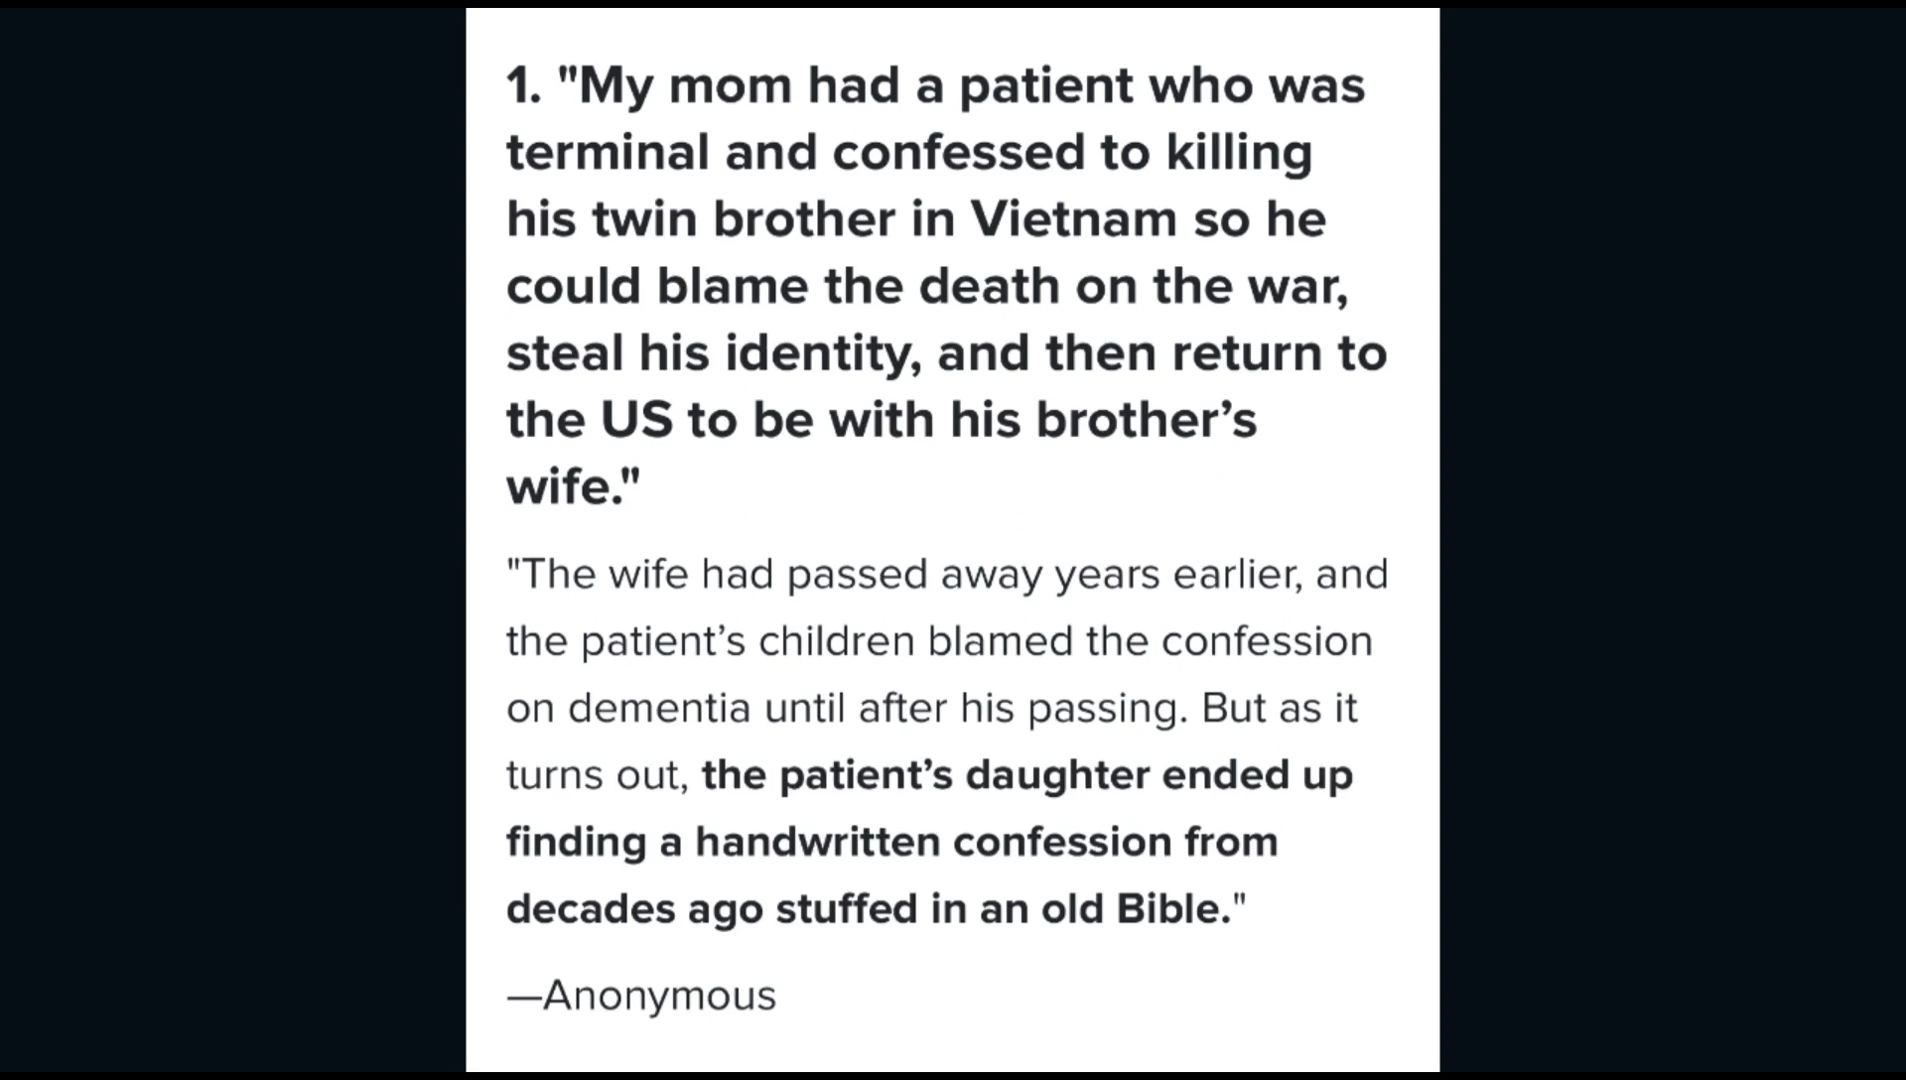 1. "My mom had a patient who was
terminal and confessed to killing
his twin brother in Vietnam so he
could blame the death on the war,
steal his identity, and then return to
the US to be with his brother’s
wife."
"The wife had passed away years earlier, and
the patient’s children blamed the confession
on dementia until after his passing. But as it
turns out, the patient’s daughter ended up
finding a handwritten confession from
decades ago stuffed in an old Bible."
—Anonymous